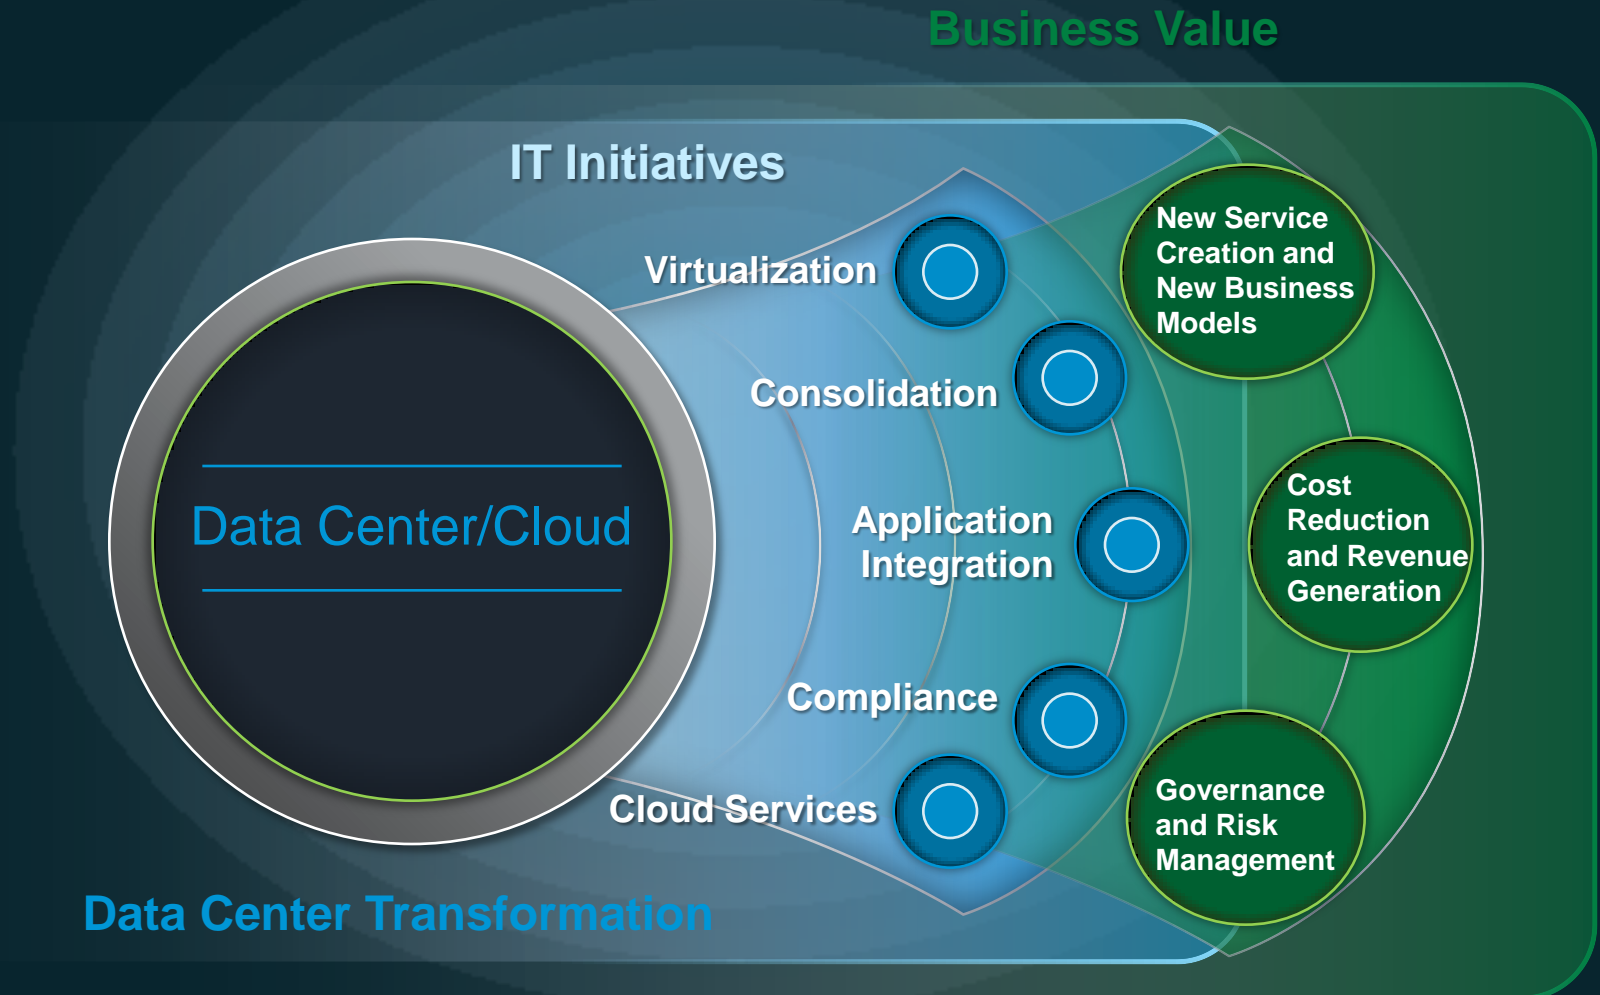 Business Value
IT Initiatives
Virtualization
Consolidation
Application
Integration
Compliance
Cloud Services
New Service
Creation and
New Business
Models
Cost
Reduction
and Revenue
Generation
Governance
and Risk
Management
Data Center/Cloud
Data Center Transformation